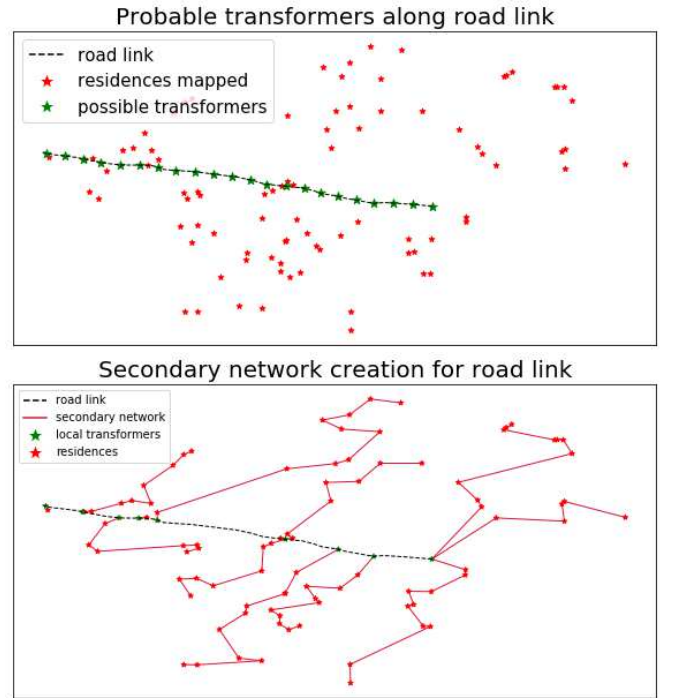 Probable transformers along road link
road link
residences mapped
possible transformers
Secondary network creation for road link
road link
secondary network
local transformers
residences